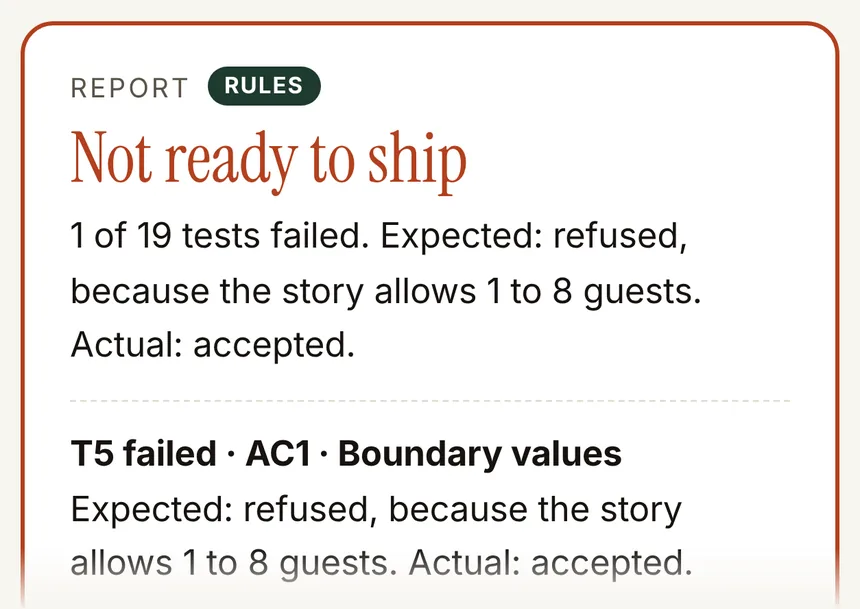 REPORT RULES
Not ready to ship
1 of 19 tests failed. Expected: refused,
because the story allows 1 to 8 guests.
Actual: accepted.
T5 failed · AC1 · Boundary values
Expected: refused, because the story
allows 1 to 8 guests. Actual: accepted.